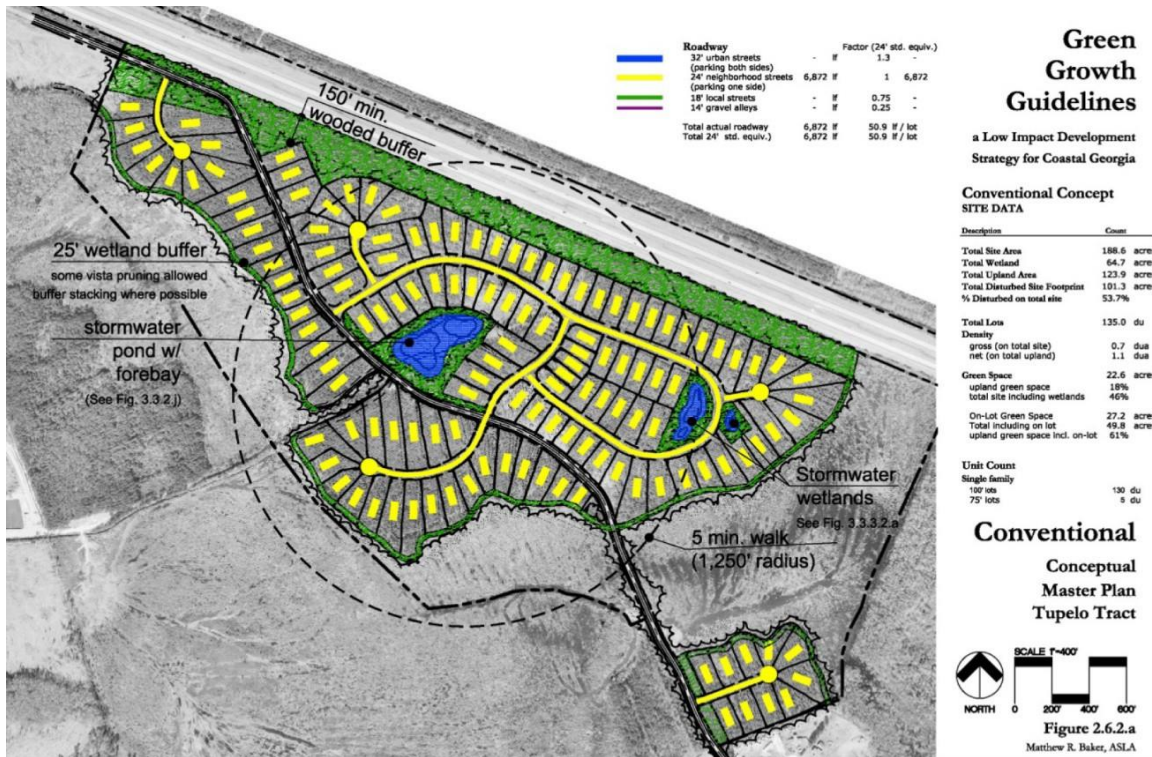 Roadway Factor (24' std. equiv.)
32' urban streets - lf 1.3 -
(parking both sides)
24' neighborhood streets 6,872 lf 1 6,872
(parking one side)
18' local streets - lf 0.75 -
14' gravel alleys - lf 0.25 -
Total actual roadway 6,872 lf 50.9 lf / lot
Total 24' std. equiv.) 6,872 lf 50.9 lf / lot
150' min.
wooded buffer
25' wetland buffer
some vista pruning allowed
buffer stacking where possible
stormwater
pond w/
forebay
(See Fig. 3.3.2.j)
Stormwater
wetlands
See Fig. 3.3.3.2.a
5 min. walk
(1,250' radius)
Green
Growth
Guidelines
a Low Impact Development
Strategy for Coastal Georgia
Conventional Concept
SITE DATA
Description Count
Total Site Area 188.6 acre
Total Wetland 64.7 acre
Total Upland Area 123.9 acre
Total Disturbed Site Footprint 101.3 acre
% Disturbed on total site 53.7%
Total Lots 135.0 du
Density
gross (on total site) 0.7 dua
net (on total upland) 1.1 dua
Green Space 22.6 acre
upland green space 18%
total site including wetlands 46%
On-Lot Green Space 27.2 acre
Total including on lot 49.8 acre
upland green space incl. on-lot 61%
Unit Count
Single family
100' lots 130 du
75' lots 5 du
Conventional
Conceptual
Master Plan
Tupelo Tract
SCALE 1"=400'
NORTH
0 200' 400' 600'
Figure 2.6.2.a
Matthew R. Baker, ASLA